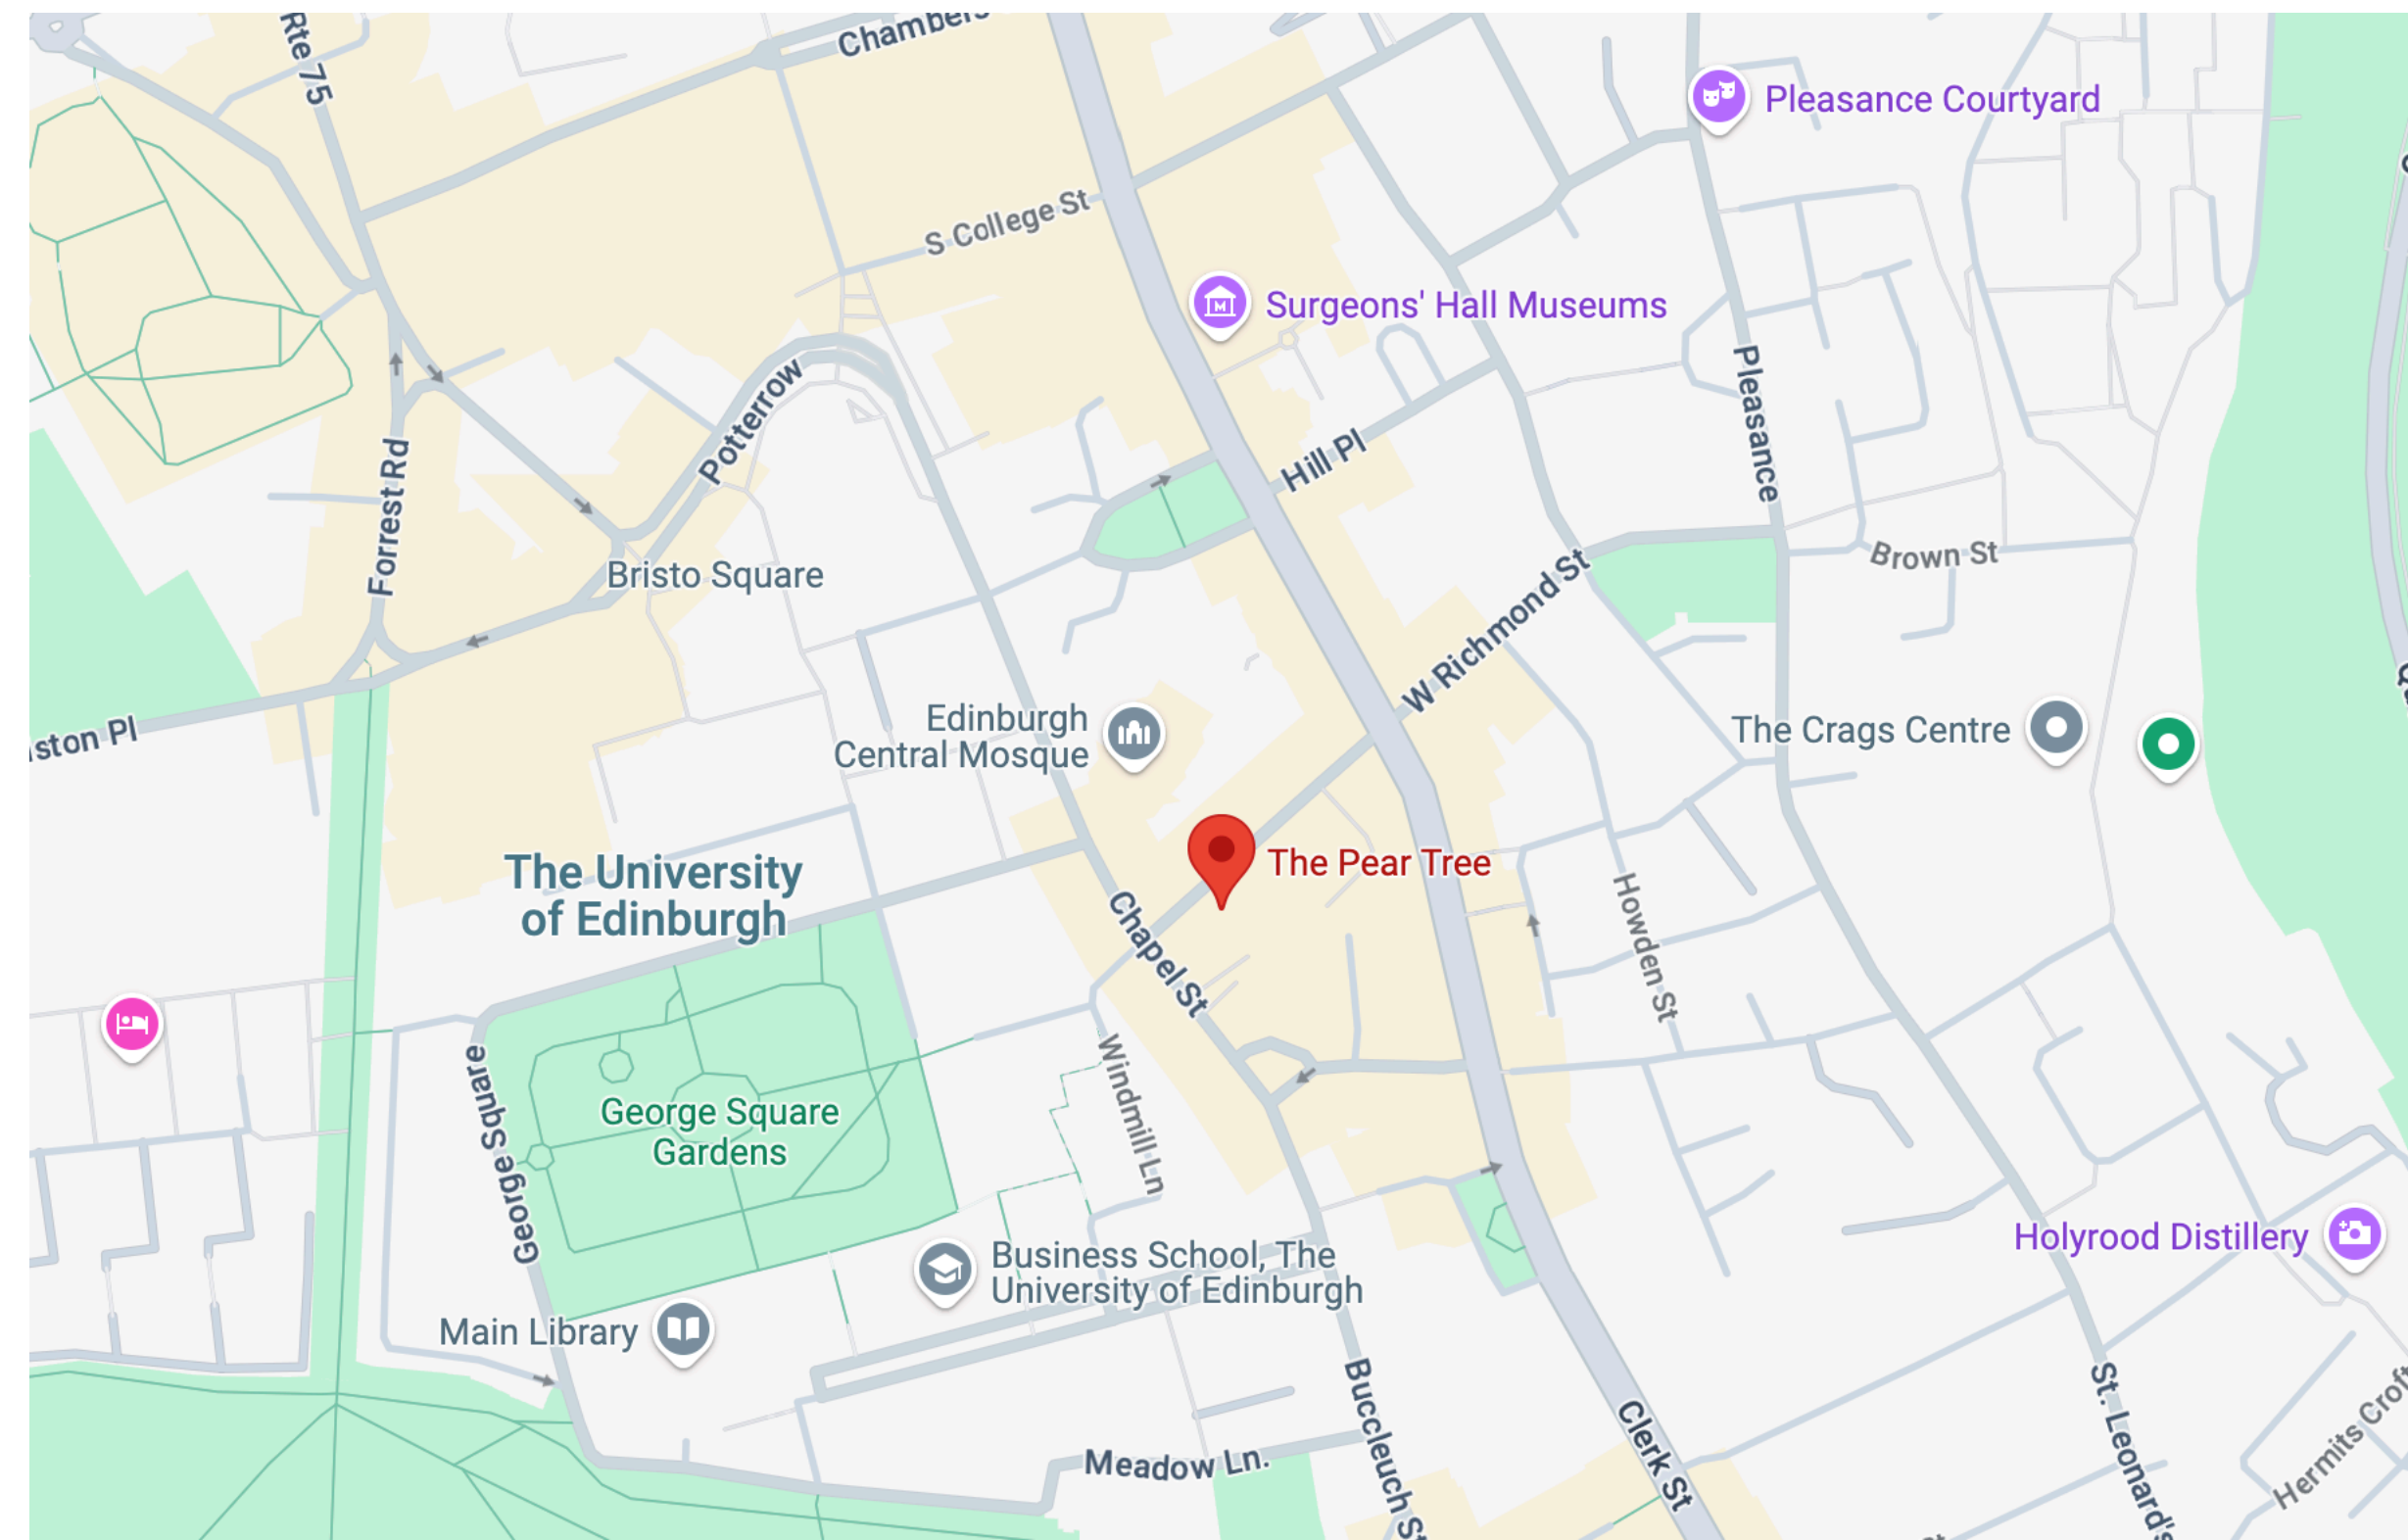 Rte 75
Chambers
Pleasance Courtyard
S College St
Surgeons' Hall Museums
Pleasance
Potterrow
Hill Pl
Forrest Rd
Bristo Square
Brown St
W Richmond St
Edinburgh
Central Mosque
The Crags Centre
iston Pl
The Pear Tree
The University
of Edinburgh
Chapel St
Howden St
Windmill Ln
George Square
George Square
Gardens
Holyrood Distillery
Business School, The
University of Edinburgh
Main Library
Buccleuch St
Clerk St
St. Leonard's
Hermits Croft
Meadow Ln.